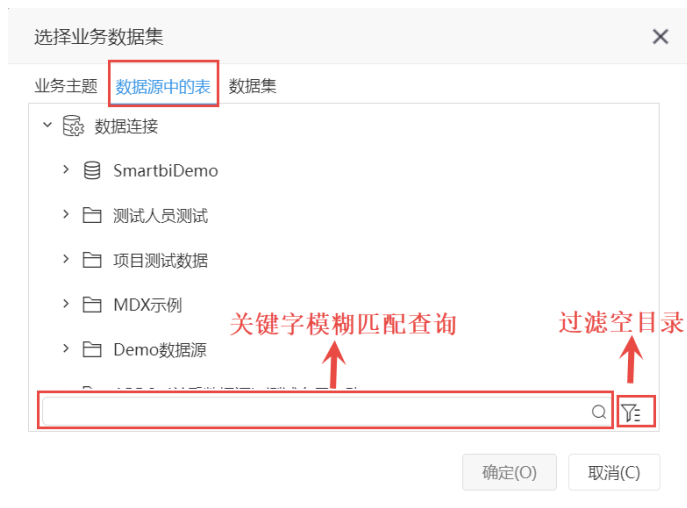 选择业务数据集
业务主题 数据源中的表 数据集
数据连接
SmartbiDemo
测试人员测试
项目测试数据
MDX示例
关键字模糊匹配查询 过滤空目录
Demo数据源
确定(O) 取消(C)